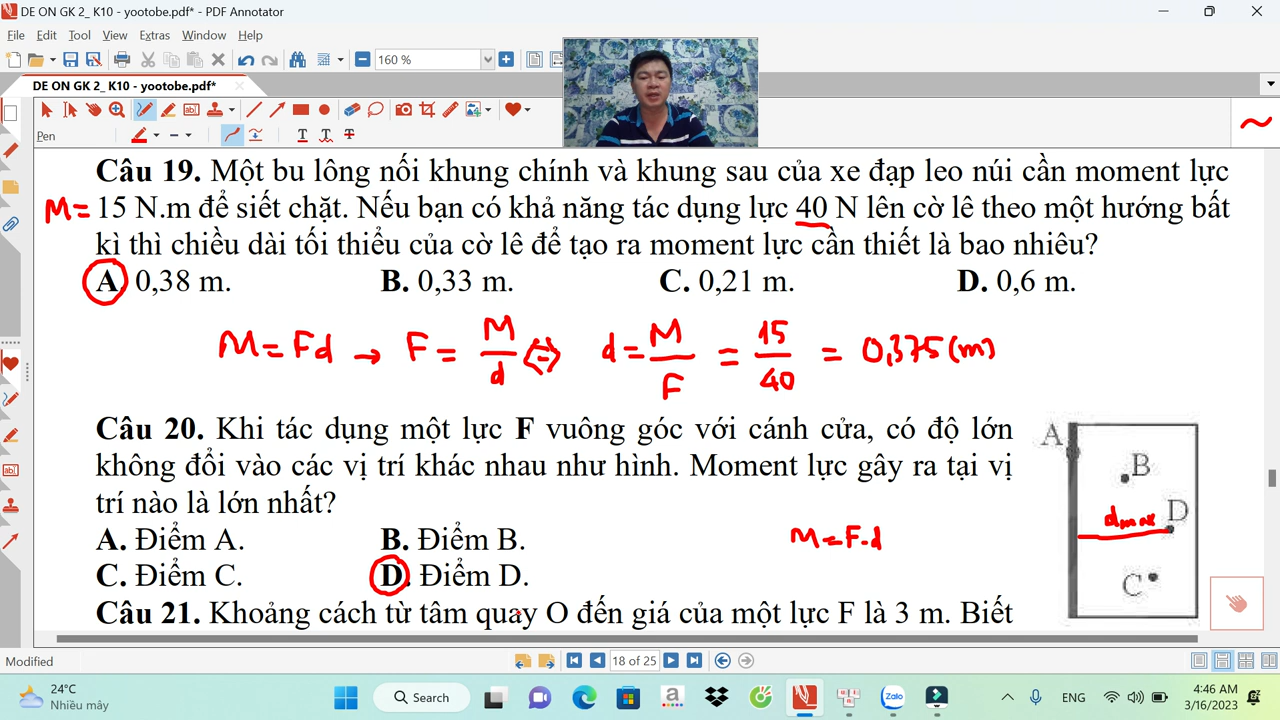 DE ON GK 2_ K10 - yootobe.pdf* - PDF Annotator
File Edit Tool View Extras Window Help
160 %
DE ON GK 2_ K10 - yootobe.pdf*
Pen
Câu 19. Một bu lông nối khung chính và khung sau của xe đạp leo núi cần moment lực
M= 15 N.m để siết chặt. Nếu bạn có khả năng tác dụng lực 40 N lên cờ lê theo một hướng bất
kì thì chiều dài tối thiểu của cờ lê để tạo ra moment lực cần thiết là bao nhiêu?
A. 0,38 m. B. 0,33 m. C. 0,21 m. D. 0,6 m.
M = Fd → F = M/d ⇔ d = M/F = 15/40 = 0,375 (m)
Câu 20. Khi tác dụng một lực F vuông góc với cánh cửa, có độ lớn
không đổi vào các vị trí khác nhau như hình. Moment lực gây ra tại vị
trí nào là lớn nhất?
A. Điểm A. B. Điểm B.
C. Điểm C. D. Điểm D.
M = F.d
A
B
D
dmax
C
Câu 21. Khoảng cách từ tâm quay O đến giá của một lực F là 3 m. Biết
Modified
18 of 25
24°C
Nhiều mây
Search
Zalo
ENG
4:46 AM
3/16/2023